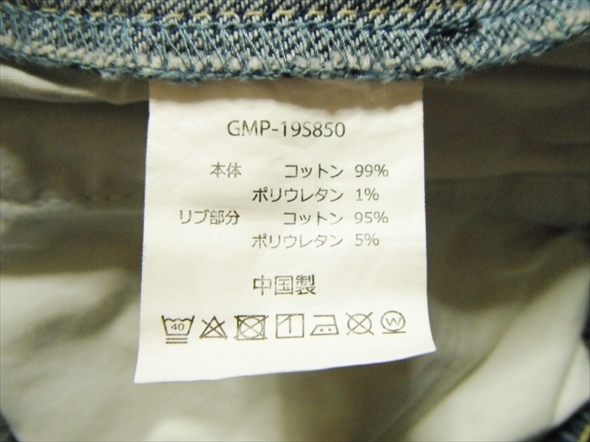 GMP-19S850
本体 コットン 99%
ポリウレタン 1%
リブ部分 コットン 95%
ポリウレタン 5%
中国製
40 W